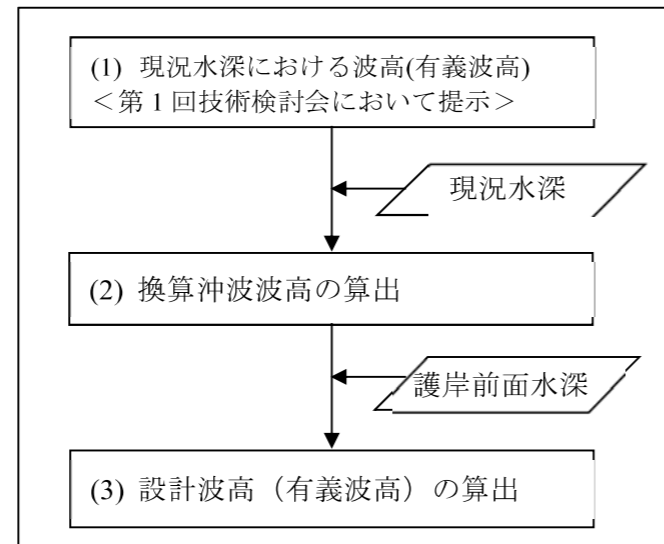 (1) 現況水深における波高(有義波高)
＜第1回技術検討会において提示＞
現況水深
(2) 換算沖波波高の算出
護岸前面水深
(3) 設計波高（有義波高）の算出